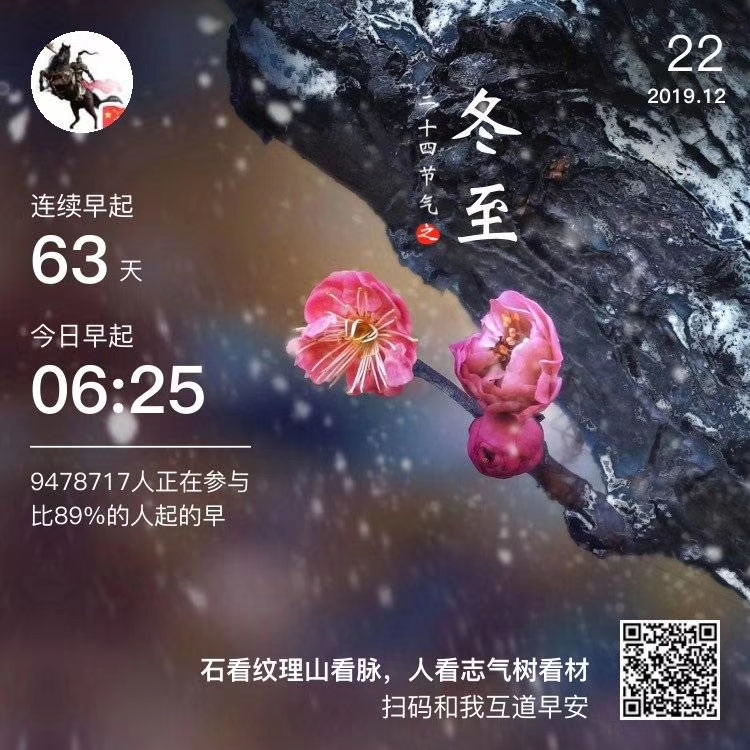 22
2019.12
冬至
二十四节气之
连续早起
63 天
今日早起
06:25
9478717人正在参与
比89%的人起的早
石看纹理山看脉，人看志气树看材
扫码和我互道早安